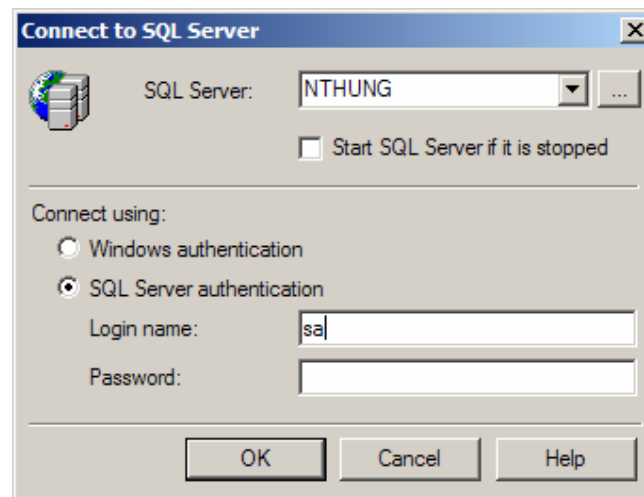 Connect to SQL Server
SQL Server: NTHUNG ...
Start SQL Server if it is stopped
Connect using:
Windows authentication
SQL Server authentication
Login name: sa
Password:
OK Cancel Help